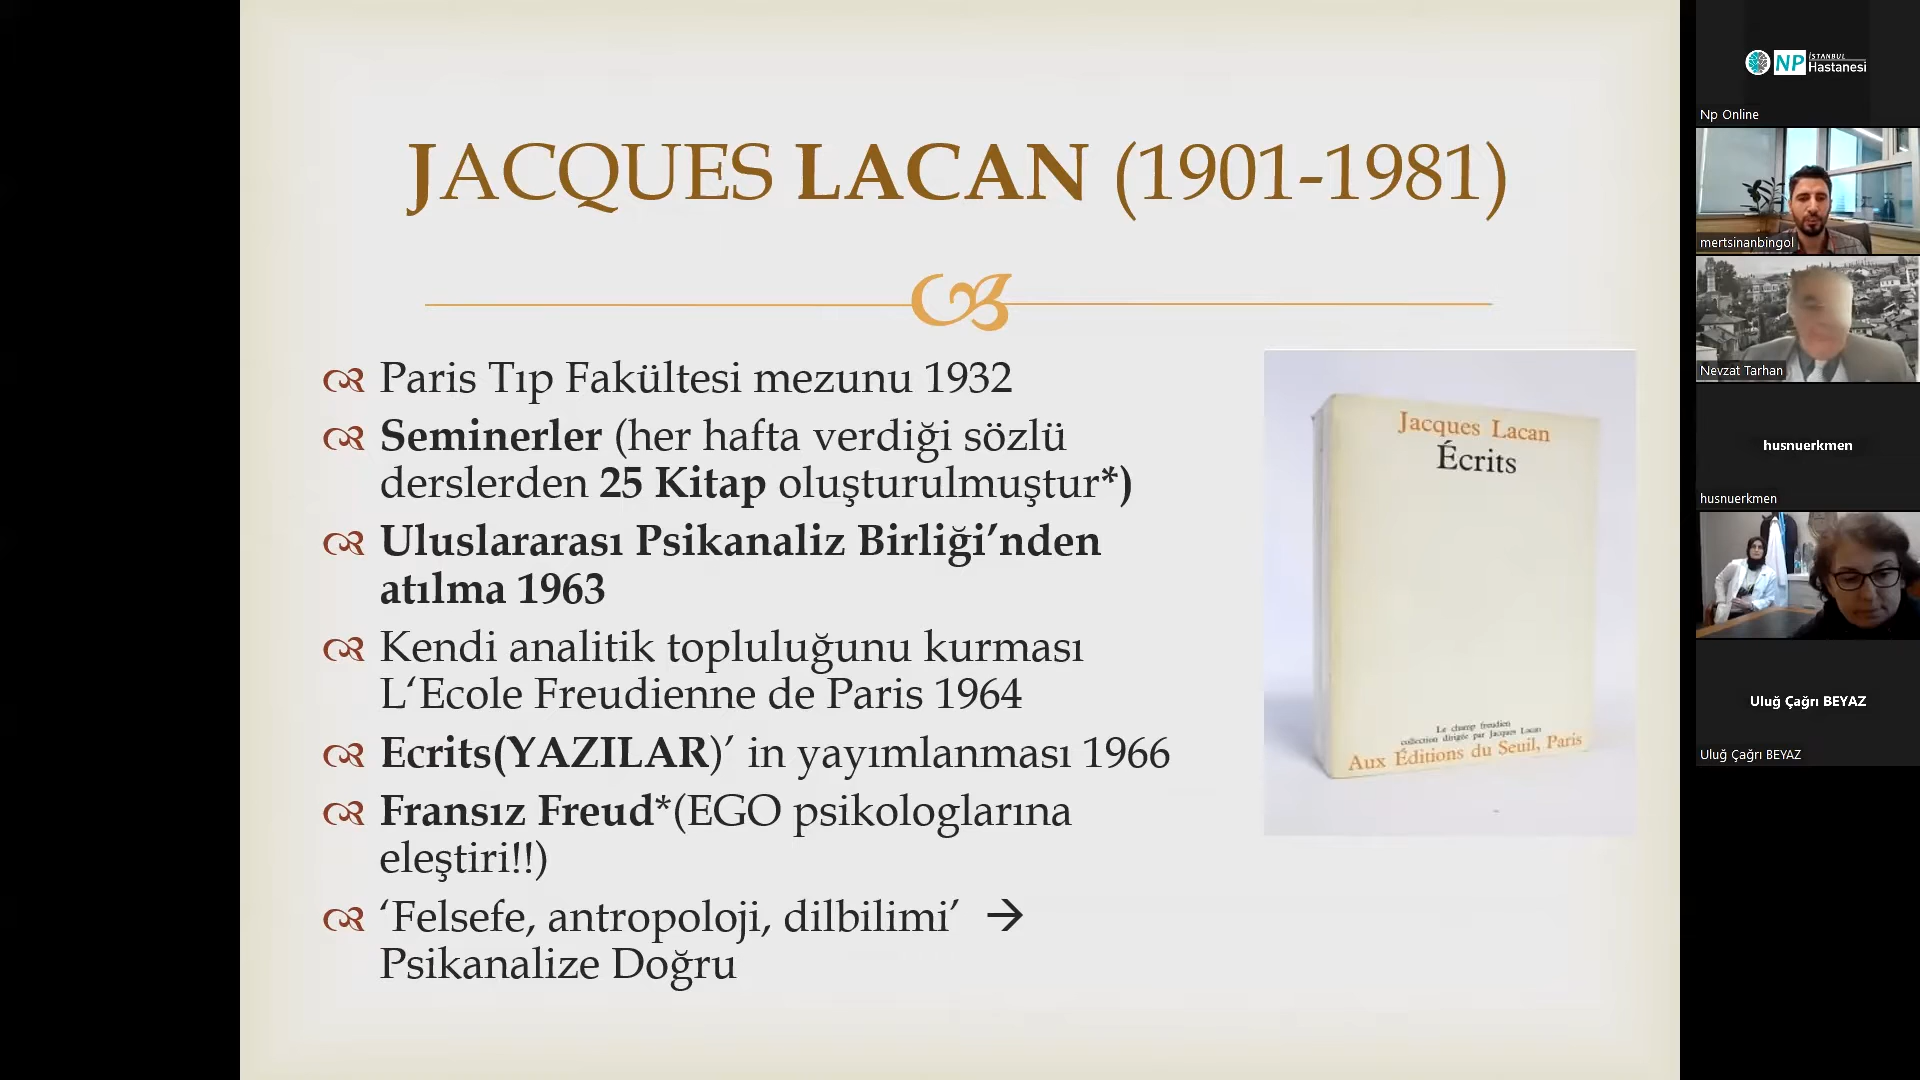 JACQUES LACAN (1901-1981)
Paris Tıp Fakültesi mezunu 1932
Seminerler (her hafta verdiği sözlü
derslerden 25 Kitap oluşturulmuştur*)
Uluslararası Psikanaliz Birliği’nden
atılma 1963
Kendi analitik topluluğunu kurması
L‘Ecole Freudienne de Paris 1964
Ecrits(YAZILAR)’ in yayımlanması 1966
Fransız Freud*(EGO psikologlarına
eleştiri!!)
‘Felsefe, antropoloji, dilbilimi’ →
Psikanalize Doğru
Jacques Lacan
Écrits
Le champ freudien
collection dirigée par Jacques Lacan
Aux Éditions du Seuil, Paris
NP İSTANBUL
Hastanesi
Np Online
mertsinanbingol
Nevzat Tarhan
husnuerkmen
husnuerkmen
Uluğ Çağrı BEYAZ
Uluğ Çağrı BEYAZ